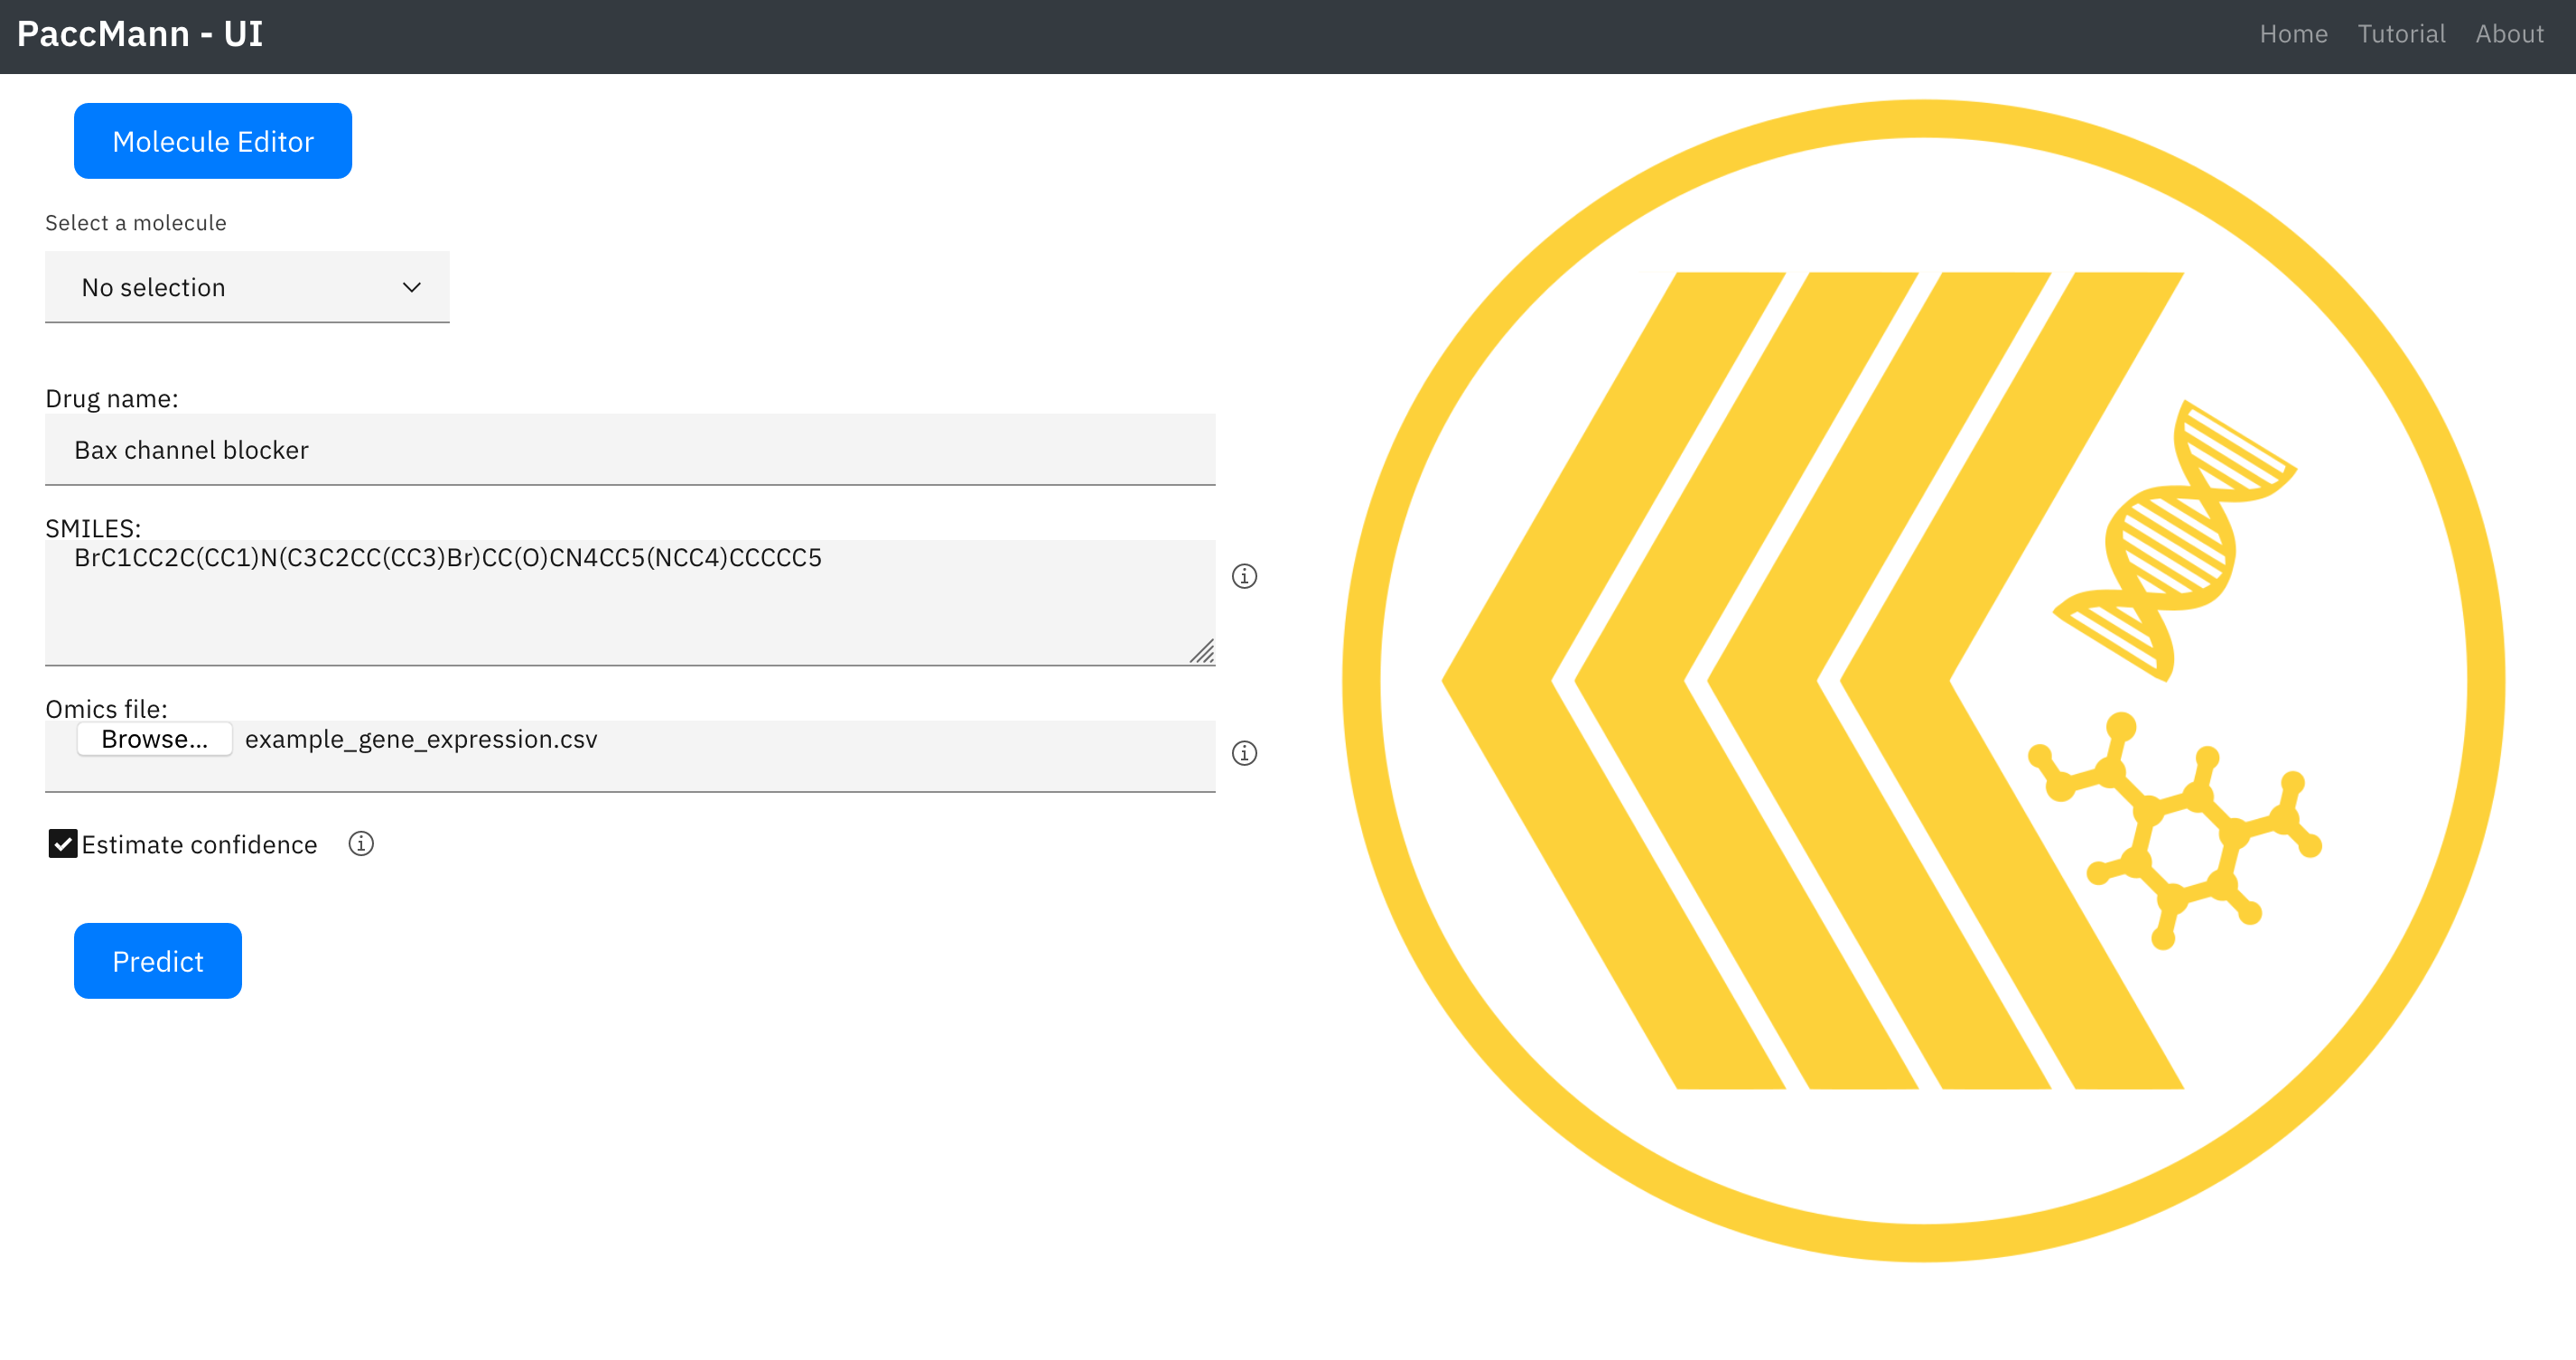 PaccMann - UI
Home Tutorial About
Molecule Editor
Select a molecule
No selection
Drug name:
Bax channel blocker
SMILES:
BrC1CC2C(CC1)N(C3C2CC(CC3)Br)CC(O)CN4CC5(NCC4)CCCCC5
Omics file:
Browse... example_gene_expression.csv
Estimate confidence
Predict